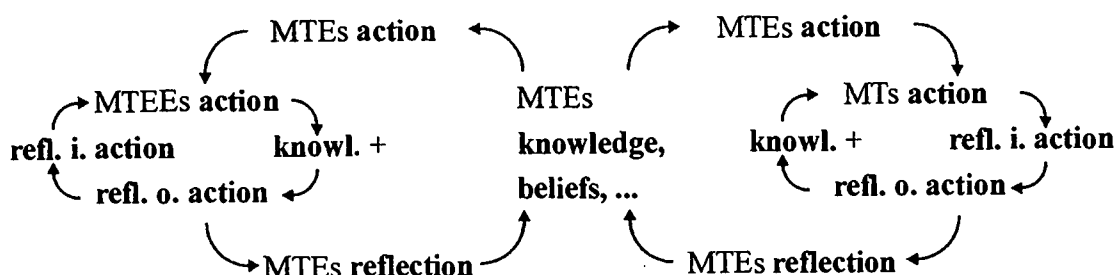 MTEs action
MTEs action
MTEEs action
MTEs
MTs action
refl. i. action
knowl. +
knowledge,
knowl. +
refl. i. action
refl. o. action
beliefs, ...
refl. o. action
MTEs reflection
MTEs reflection